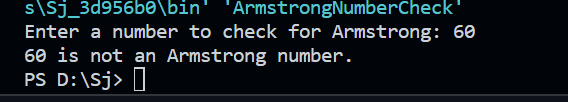 s\Sj_3d956b0\bin' 'ArmstrongNumberCheck'
Enter a number to check for Armstrong: 60
60 is not an Armstrong number.
PS D:\Sj>